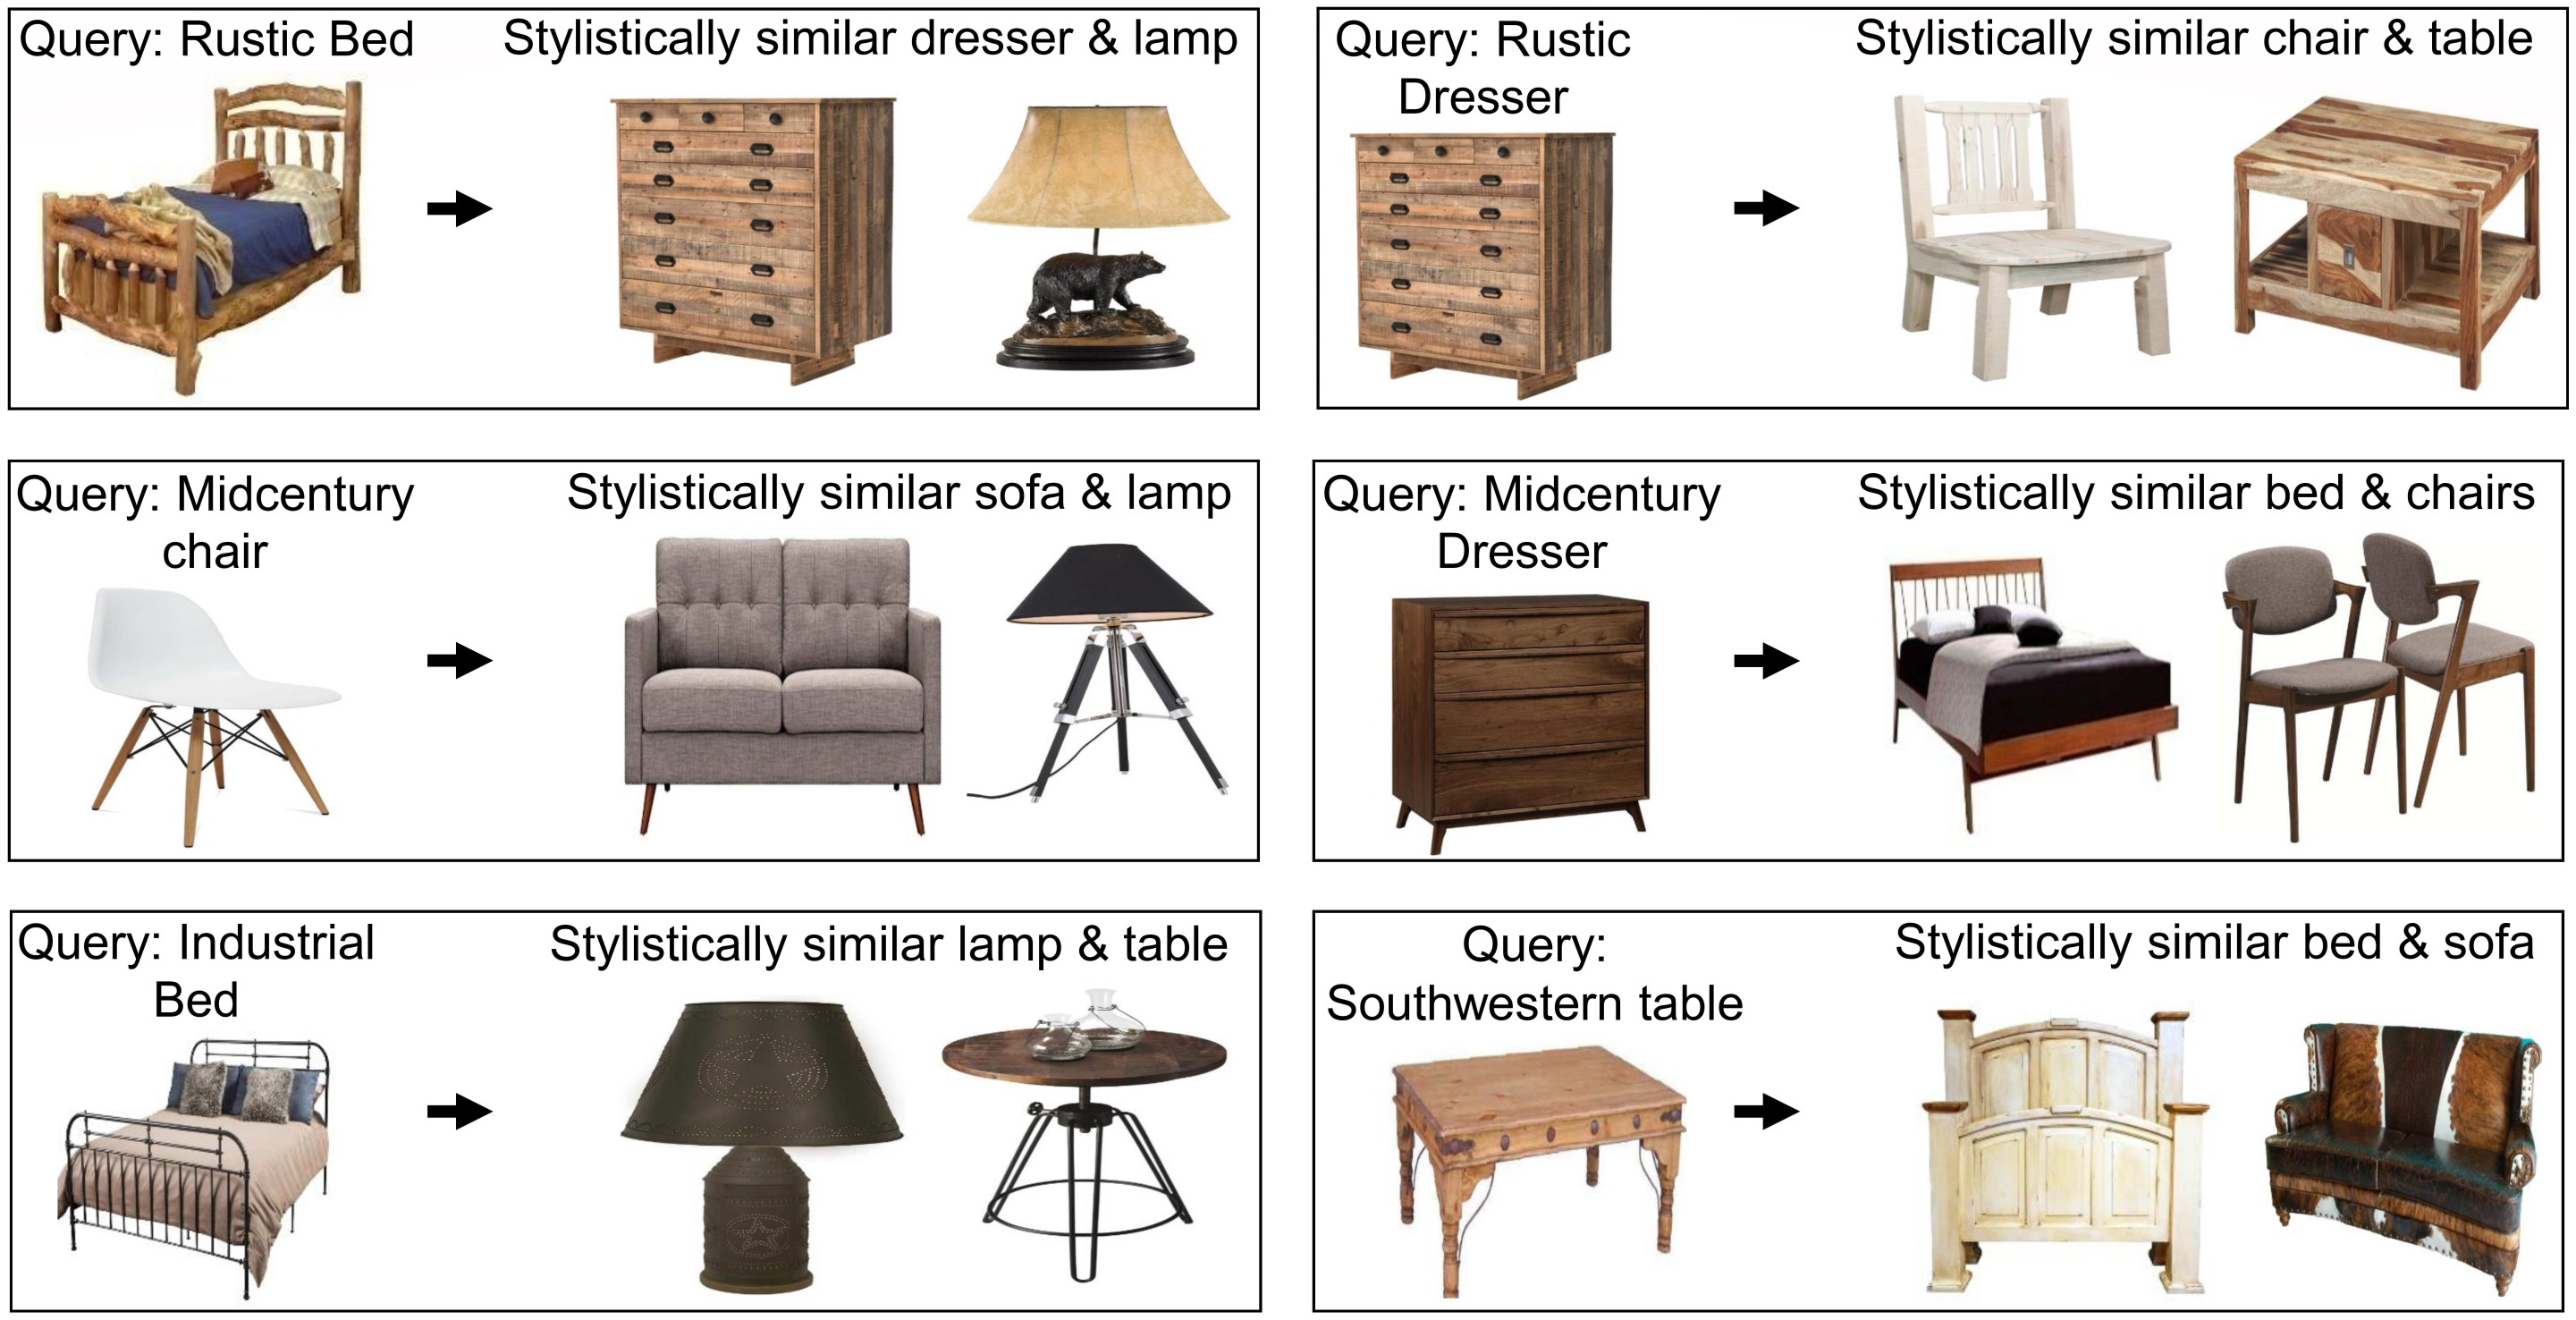 Query: Rustic Bed
Stylistically similar dresser & lamp
Query: Rustic
Dresser
Stylistically similar chair & table
Query: Midcentury
chair
Stylistically similar sofa & lamp
Query: Midcentury
Dresser
Stylistically similar bed & chairs
Query: Industrial
Bed
Stylistically similar lamp & table
Query:
Southwestern table
Stylistically similar bed & sofa